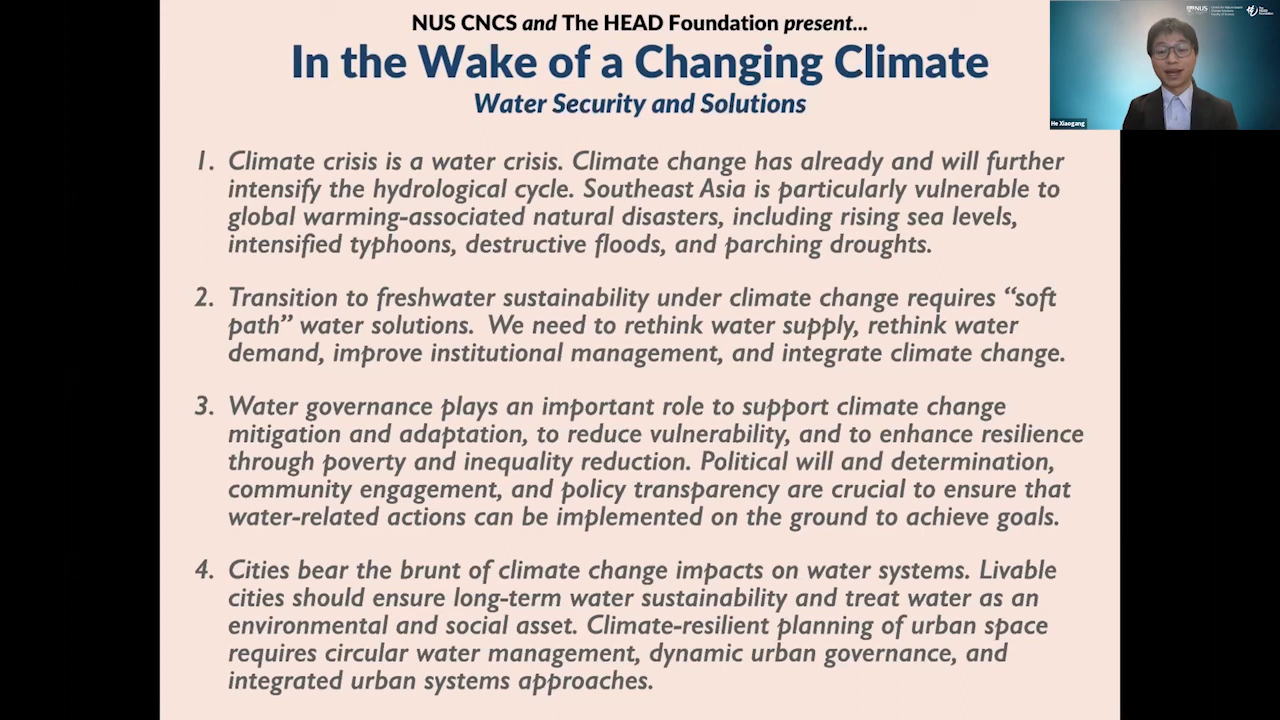 NUS CNCS and The HEAD Foundation present...
In the Wake of a Changing Climate
Water Security and Solutions
1. Climate crisis is a water crisis. Climate change has already and will further
intensify the hydrological cycle. Southeast Asia is particularly vulnerable to
global warming-associated natural disasters, including rising sea levels,
intensified typhoons, destructive floods, and parching droughts.
2. Transition to freshwater sustainability under climate change requires “soft
path” water solutions. We need to rethink water supply, rethink water
demand, improve institutional management, and integrate climate change.
3. Water governance plays an important role to support climate change
mitigation and adaptation, to reduce vulnerability, and to enhance resilience
through poverty and inequality reduction. Political will and determination,
community engagement, and policy transparency are crucial to ensure that
water-related actions can be implemented on the ground to achieve goals.
4. Cities bear the brunt of climate change impacts on water systems. Livable
cities should ensure long-term water sustainability and treat water as an
environmental and social asset. Climate-resilient planning of urban space
requires circular water management, dynamic urban governance, and
integrated urban systems approaches.
NUS
He Xiaogang